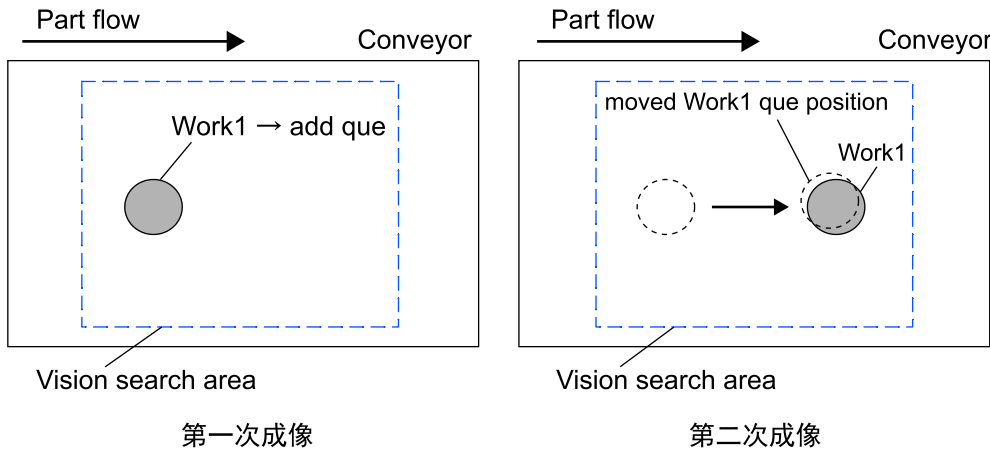 Part flow
Conveyor
Work1 → add que
Vision search area
第一次成像
Part flow
Conveyor
moved Work1 que position
Work1
Vision search area
第二次成像